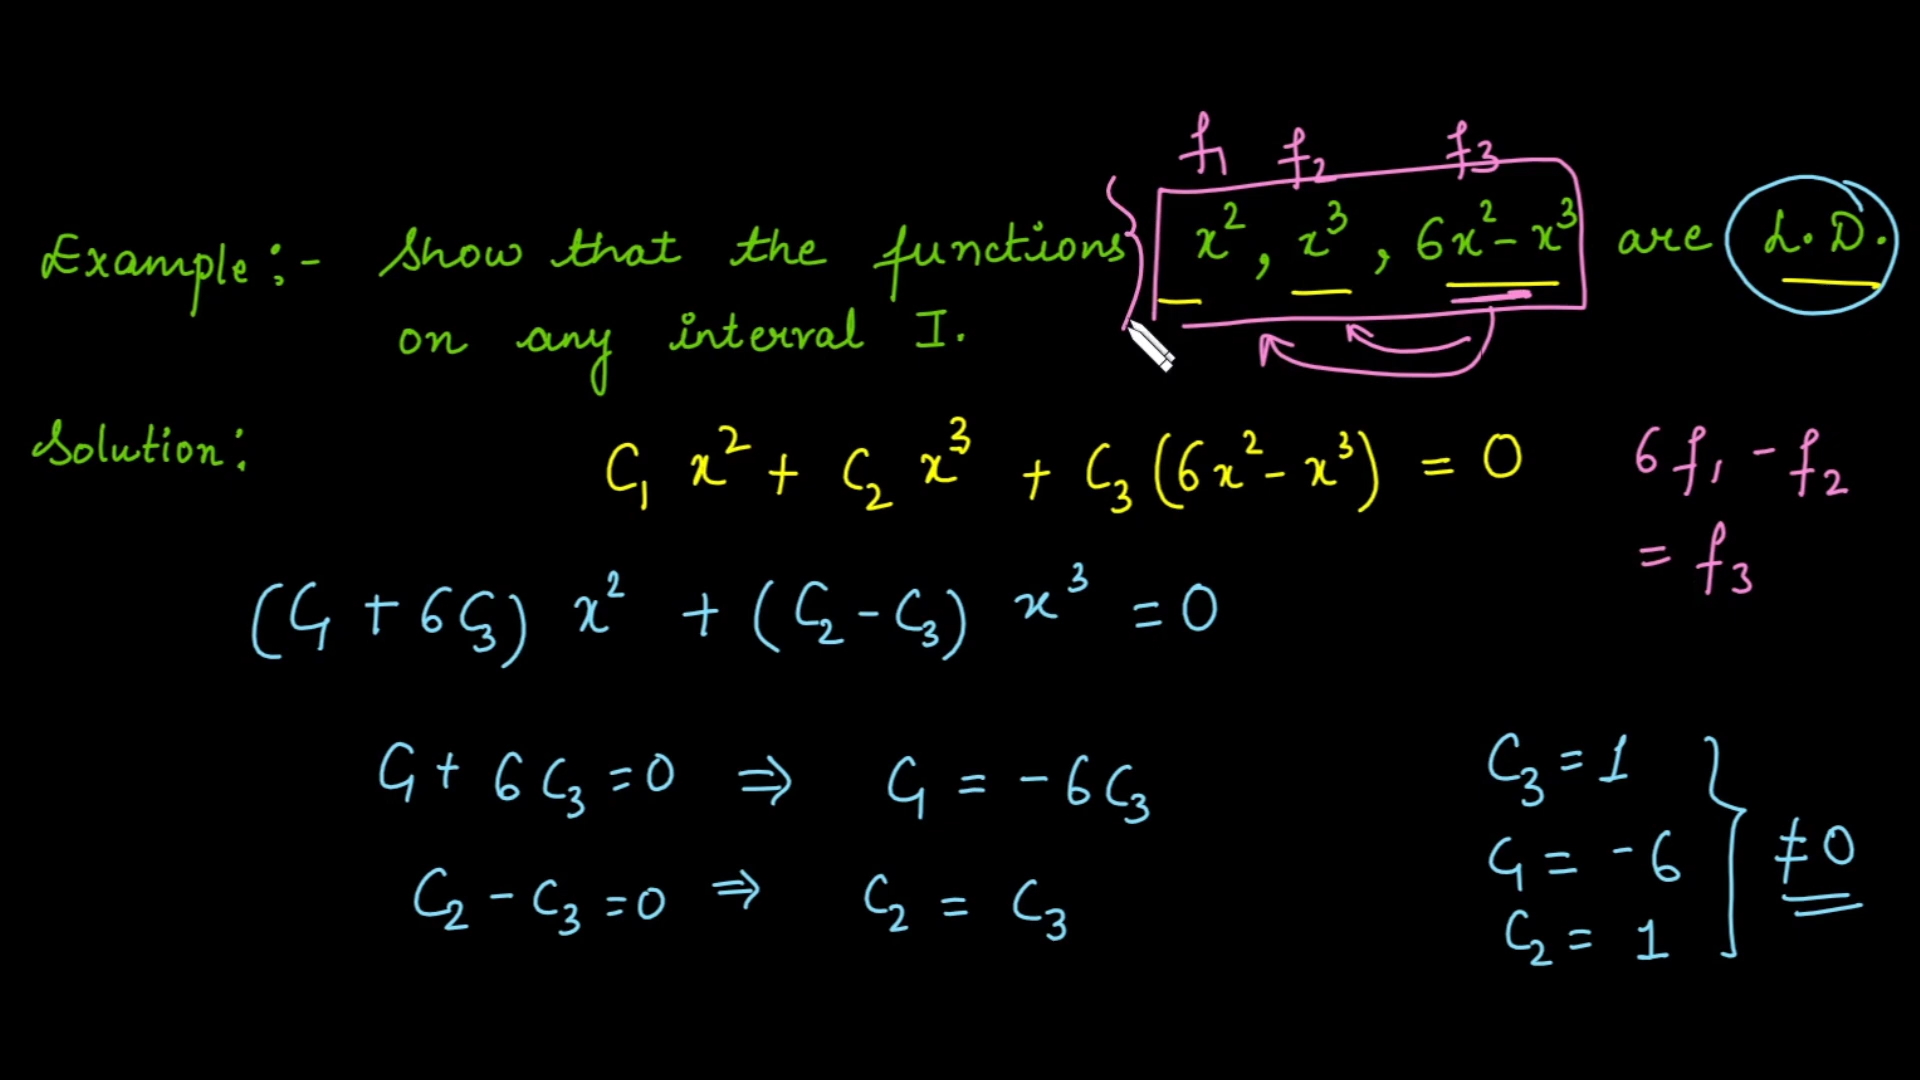 f₁ f₂ f₃
Example:- Show that the functions x², x³, 6x²-x³ are L.D.
on any interval I.
Solution:
C₁ x² + C₂ x³ + C₃ (6x² - x³) = 0
6f₁ - f₂
= f₃
(C₁ + 6C₃) x² + (C₂ - C₃) x³ = 0
C₁ + 6C₃ = 0 ⇒ C₁ = -6C₃
C₂ - C₃ = 0 ⇒ C₂ = C₃
C₃ = 1
C₁ = -6
C₂ = 1
} ≠ 0